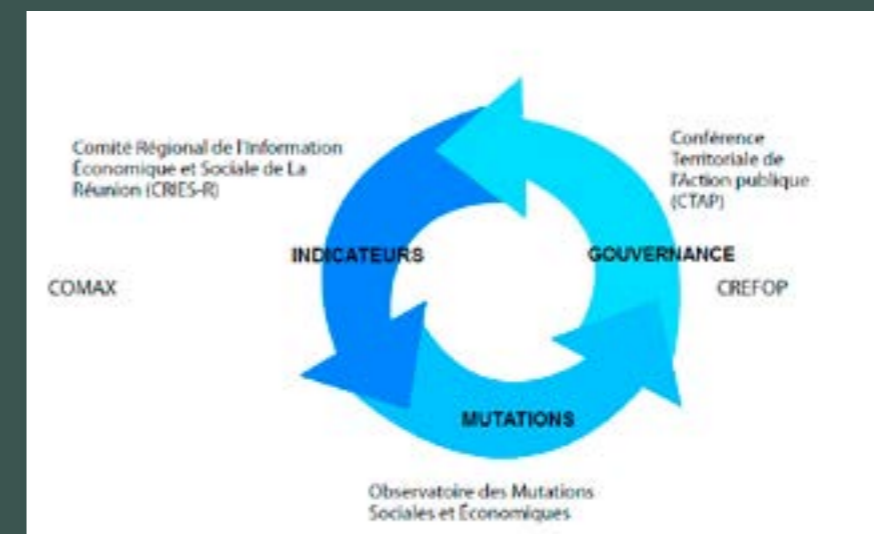 Comité Régional de l'Information
Économique et Sociale de La
Réunion (CRIES-R)
Conférence
Territoriale de
l'Action publique
(CTAP)
INDICATEURS
GOUVERNANCE
COMAX
CREFOP
MUTATIONS
Observatoire des Mutations
Sociales et Économiques